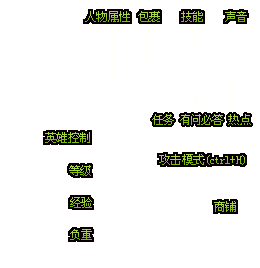 人物属性 包裹 技能 声音
任务 有问必答 热点
英雄控制
攻击模式(ctrl+H)
等级
经验
商铺
负重